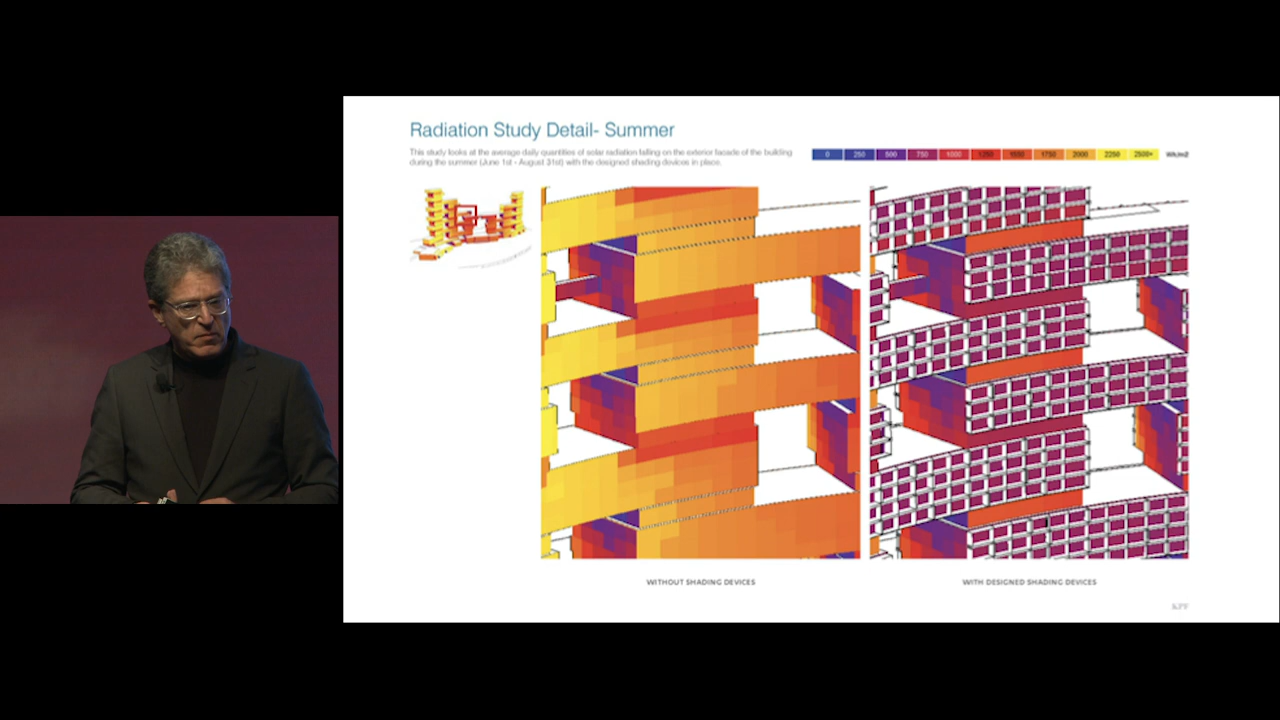 Radiation Study Detail- Summer
This study looks at the average daily quantities of solar radiation falling on the exterior facade of the building
during the summer (June 1st - August 31st) with the designed shading devices in place.
0 250 500 750 1000 1250 1500 1750 2000 2250 2500+ Wh/m2
WITHOUT SHADING DEVICES
WITH DESIGNED SHADING DEVICES
KPF